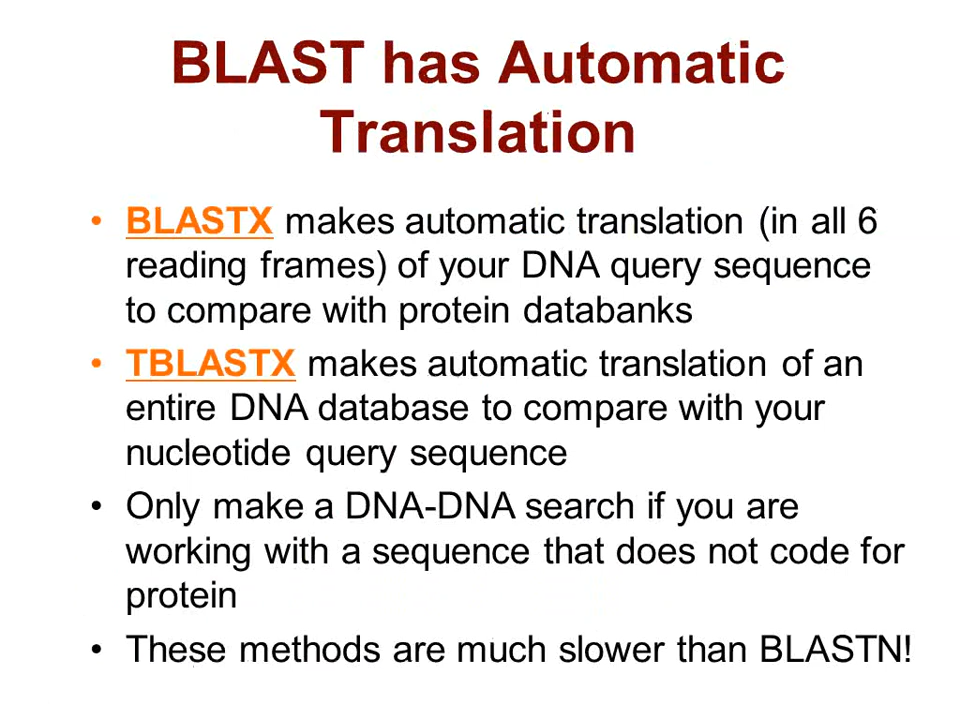 BLAST has Automatic
Translation
• BLASTX makes automatic translation (in all 6
reading frames) of your DNA query sequence
to compare with protein databanks
• TBLASTX makes automatic translation of an
entire DNA database to compare with your
nucleotide query sequence
• Only make a DNA-DNA search if you are
working with a sequence that does not code for
protein
• These methods are much slower than BLASTN!